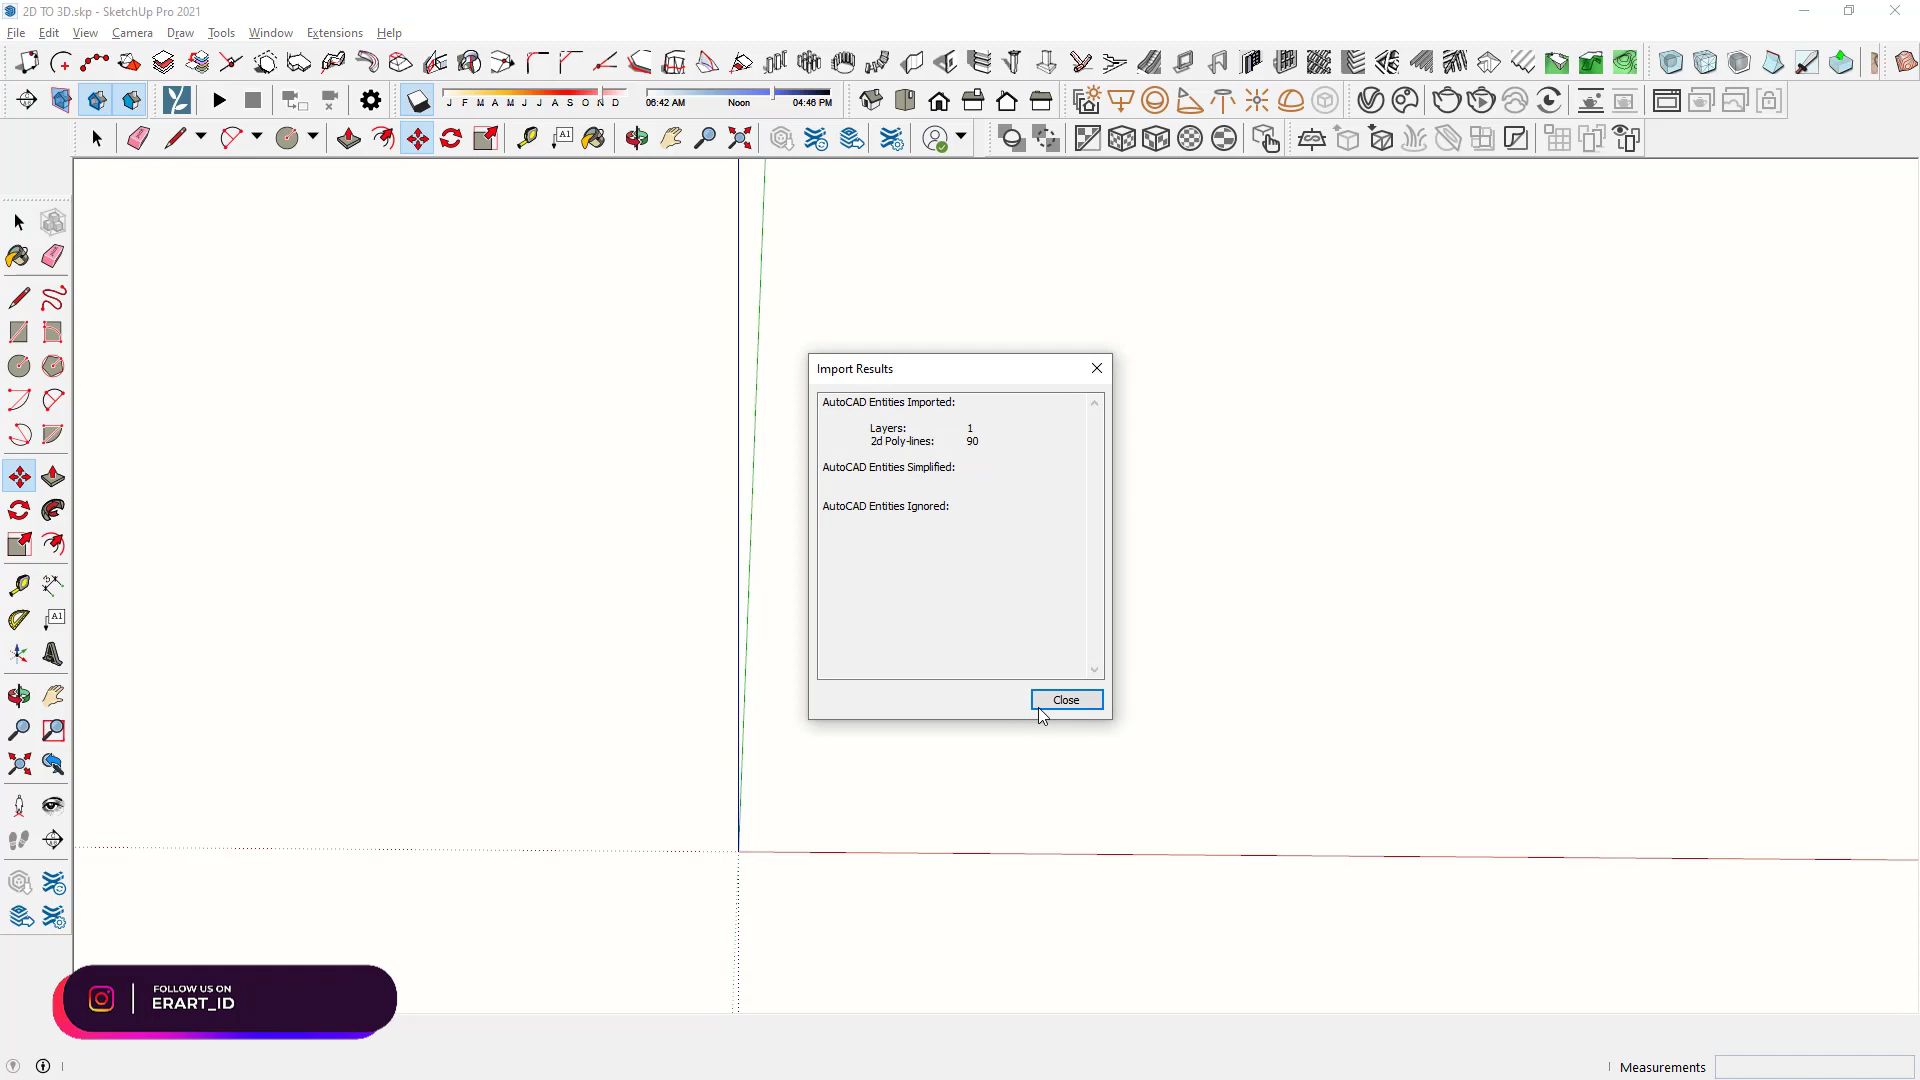 2D TO 3D.skp - SketchUp Pro 2021
File Edit View Camera Draw Tools Window Extensions Help
J F M A M J J A S O N D
06:42 AM Noon 04:46 PM
A1
A1
Import Results
AutoCAD Entities Imported:
Layers: 1
2d Poly-lines: 90
AutoCAD Entities Simplified:
AutoCAD Entities Ignored:
Close
FOLLOW US ON
ERART_ID
Measurements